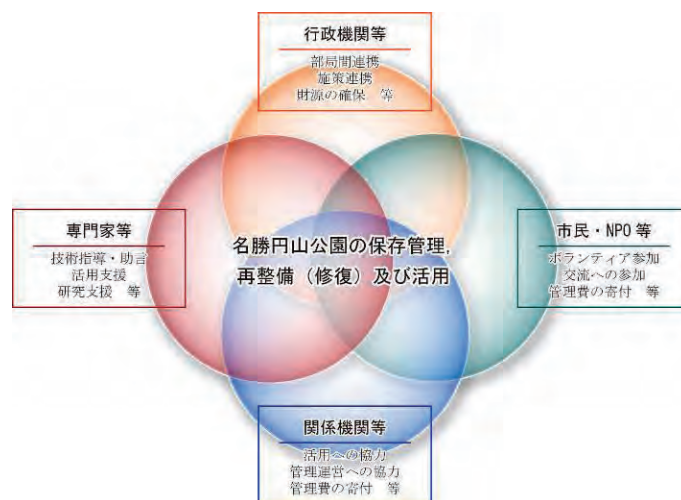 行政機関等
部局間連携
施策連携
財源の確保　等
専門家等
技術指導・助言
活用支援
研究支援　等
名勝円山公園の保存管理，
再整備（修復）及び活用
市民・NPO 等
ボランティア参加
交流への参加
管理費の寄付　等
関係機関等
活用への協力
管理運営への協力
管理費の寄付　等